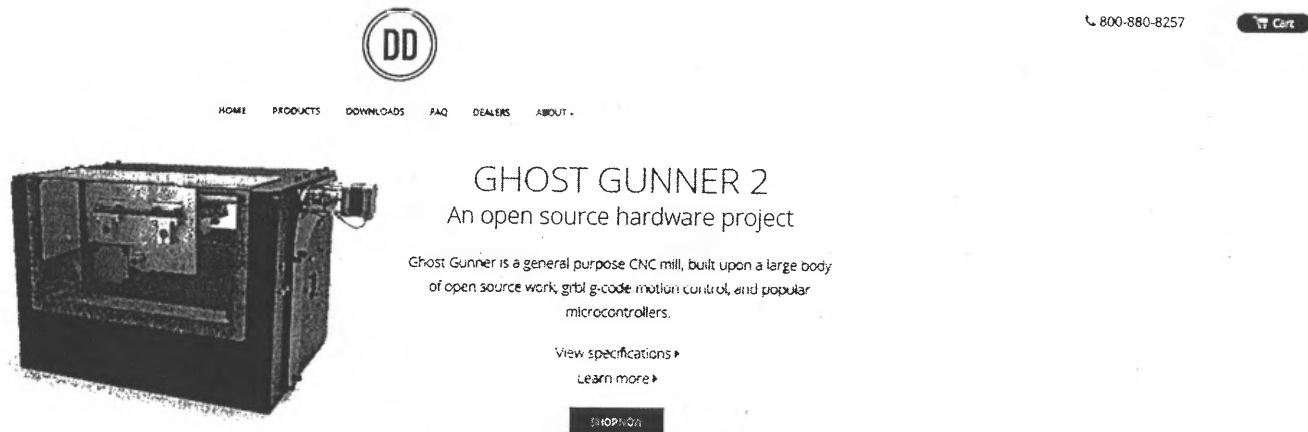 DD
800-880-8257
Cart
HOME PRODUCTS DOWNLOADS FAQ DEALERS ABOUT
GHOST GUNNER 2
An open source hardware project
Ghost Gunner is a general purpose CNC mill, built upon a large body
of open source work, grbl g-code motion control, and popular
microcontrollers.
View specifications
Learn more
SHOP NOW